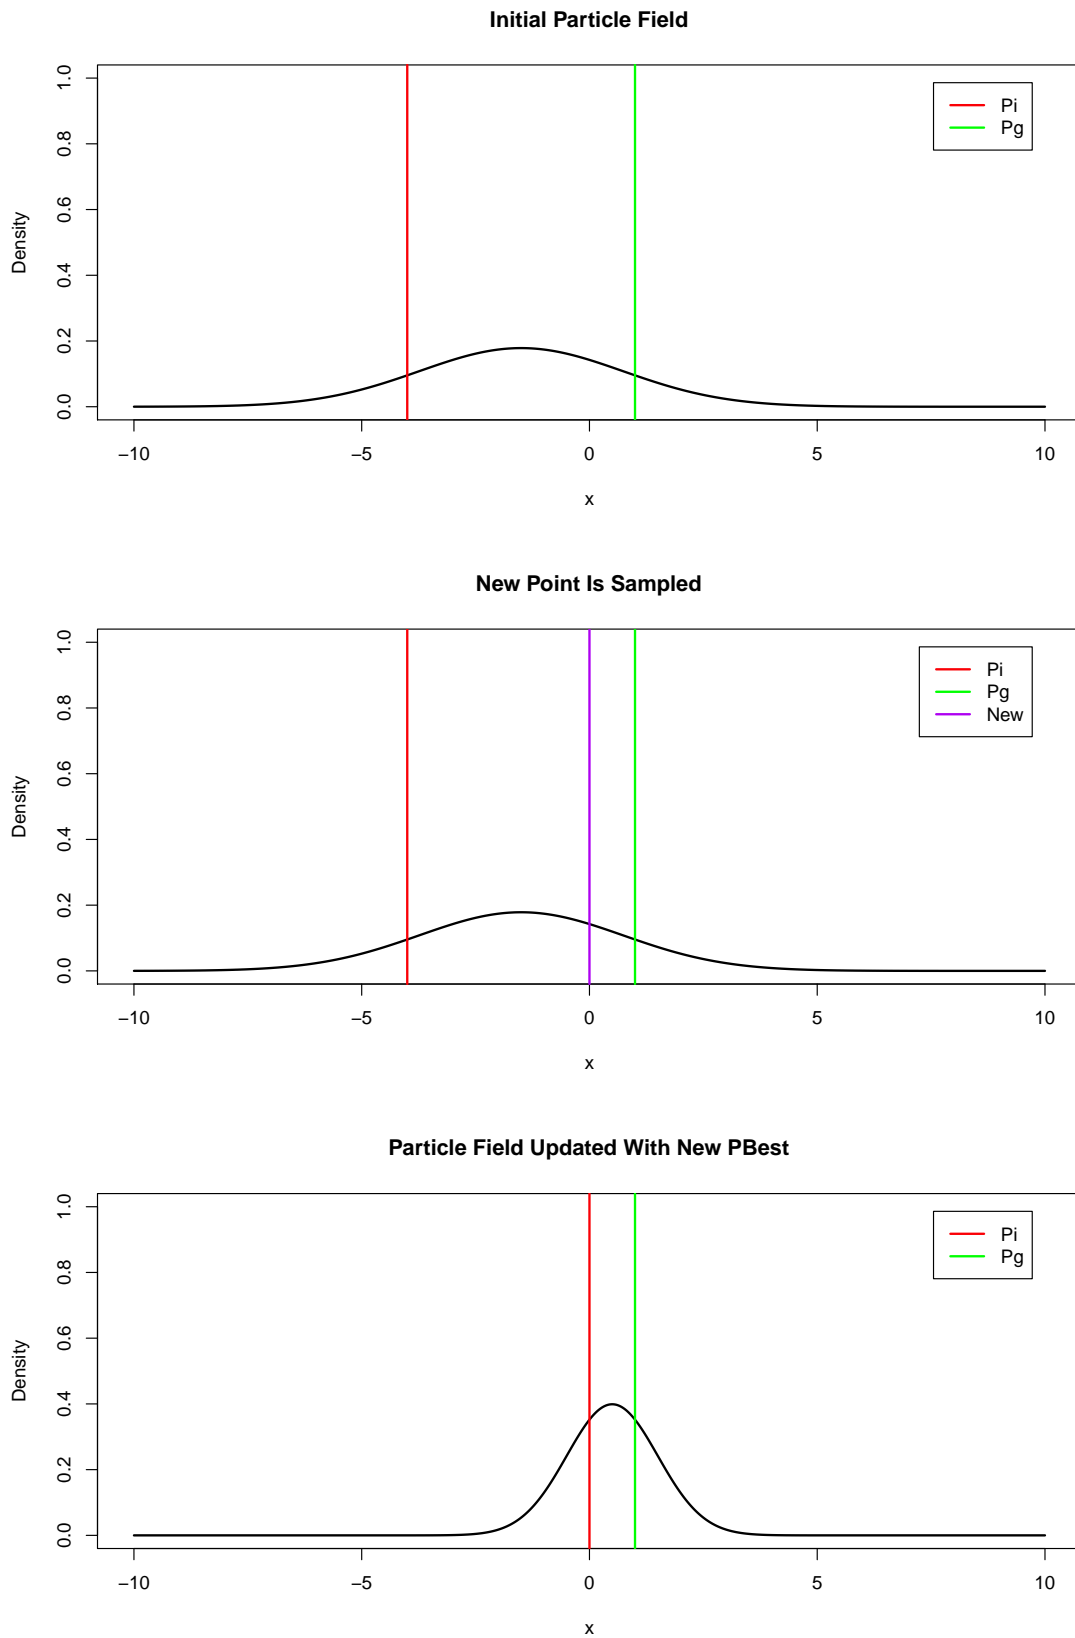 Initial Particle Field
Pi
Pg
Density
0.0 0.2 0.4 0.6 0.8 1.0
−10 −5 0 5 10
x
New Point Is Sampled
Pi
Pg
New
Density
0.0 0.2 0.4 0.6 0.8 1.0
−10 −5 0 5 10
x
Particle Field Updated With New PBest
Pi
Pg
Density
0.0 0.2 0.4 0.6 0.8 1.0
−10 −5 0 5 10
x